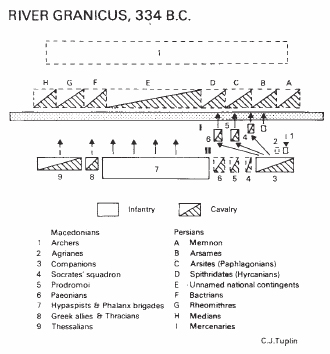 RIVER GRANICUS, 334 B.C.
1
H G F E D C B A
5
6 4
1
2
9 8 7 6 5 4 3
Infantry Cavalry
Macedonians Persians
1 Archers A Memnon
2 Agrianes B Arsames
3 Companions C Arsites (Paphlagonians)
4 Socrates' squadron D Spithridates (Hyrcanians)
5 Prodromoi E Unnamed national contingents
6 Paeonians F Bactrians
7 Hypaspists & Phalanx brigades G Rheomithres
8 Greek allies & Thracians H Medians
9 Thessalians I Mercenaries
C.J.Tuplin